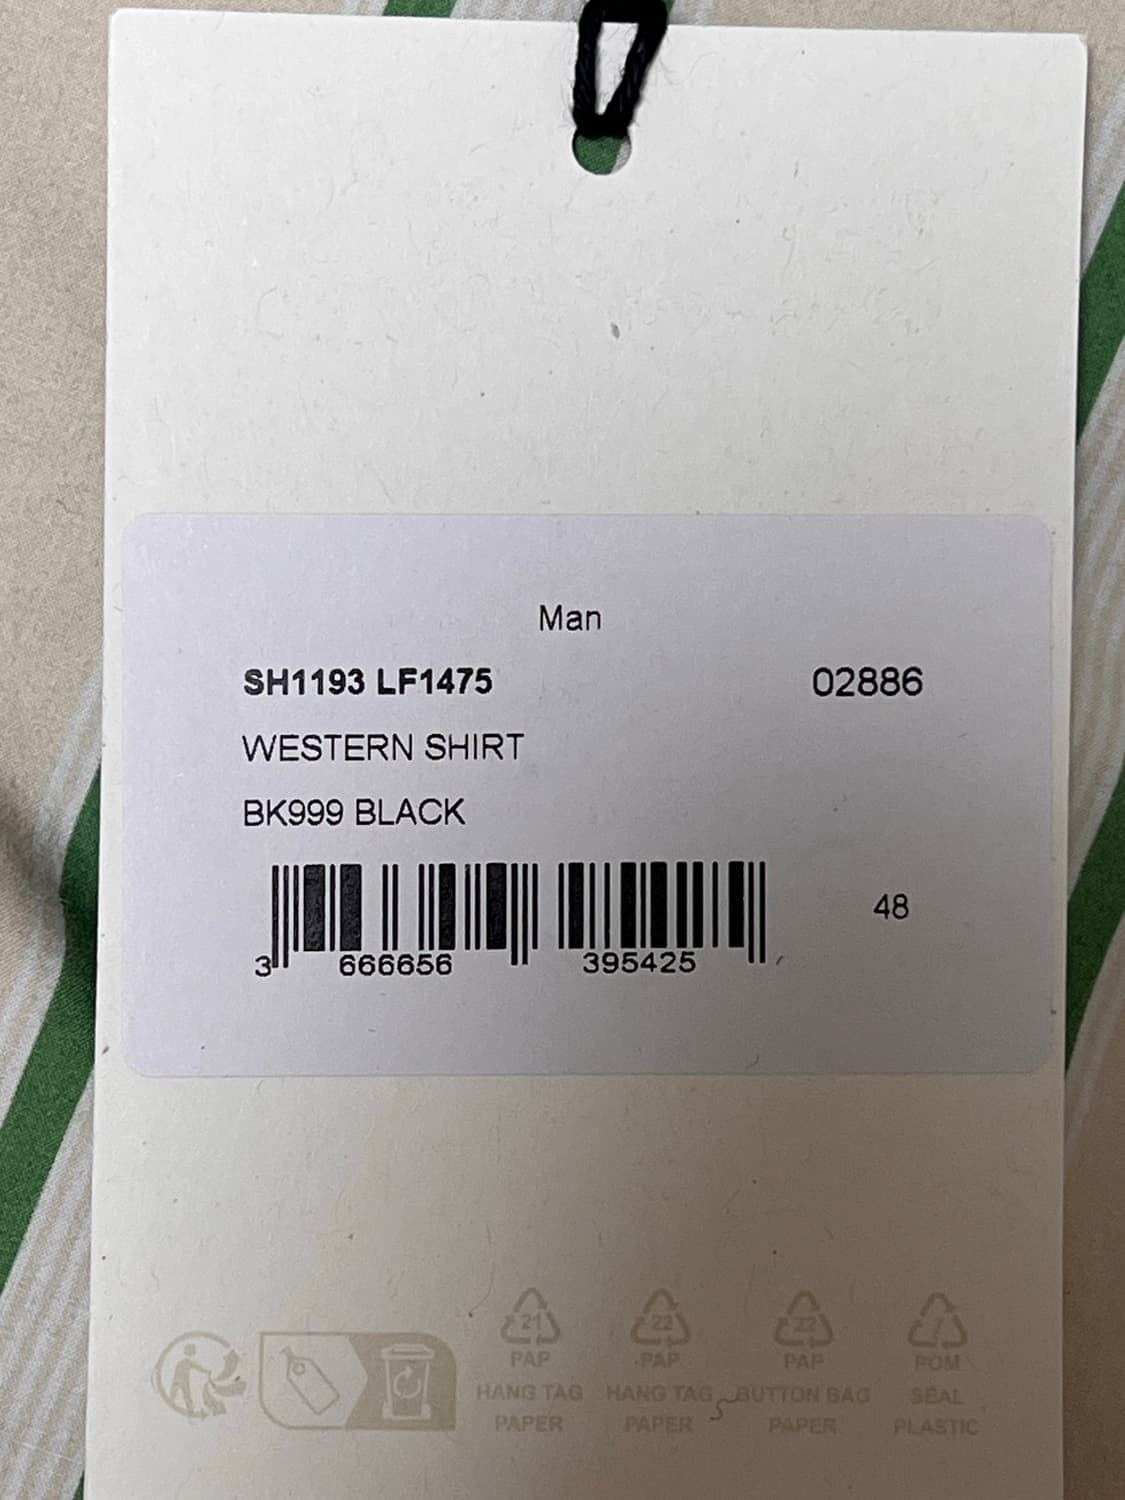 Man
SH1193 LF1475 02886
WESTERN SHIRT
BK999 BLACK
48
3 666656 395425
21 22 22
PAP PAP PAP POM
HANG TAG HANG TAG BUTTON BAG SEAL
PAPER PAPER PAPER PLASTIC